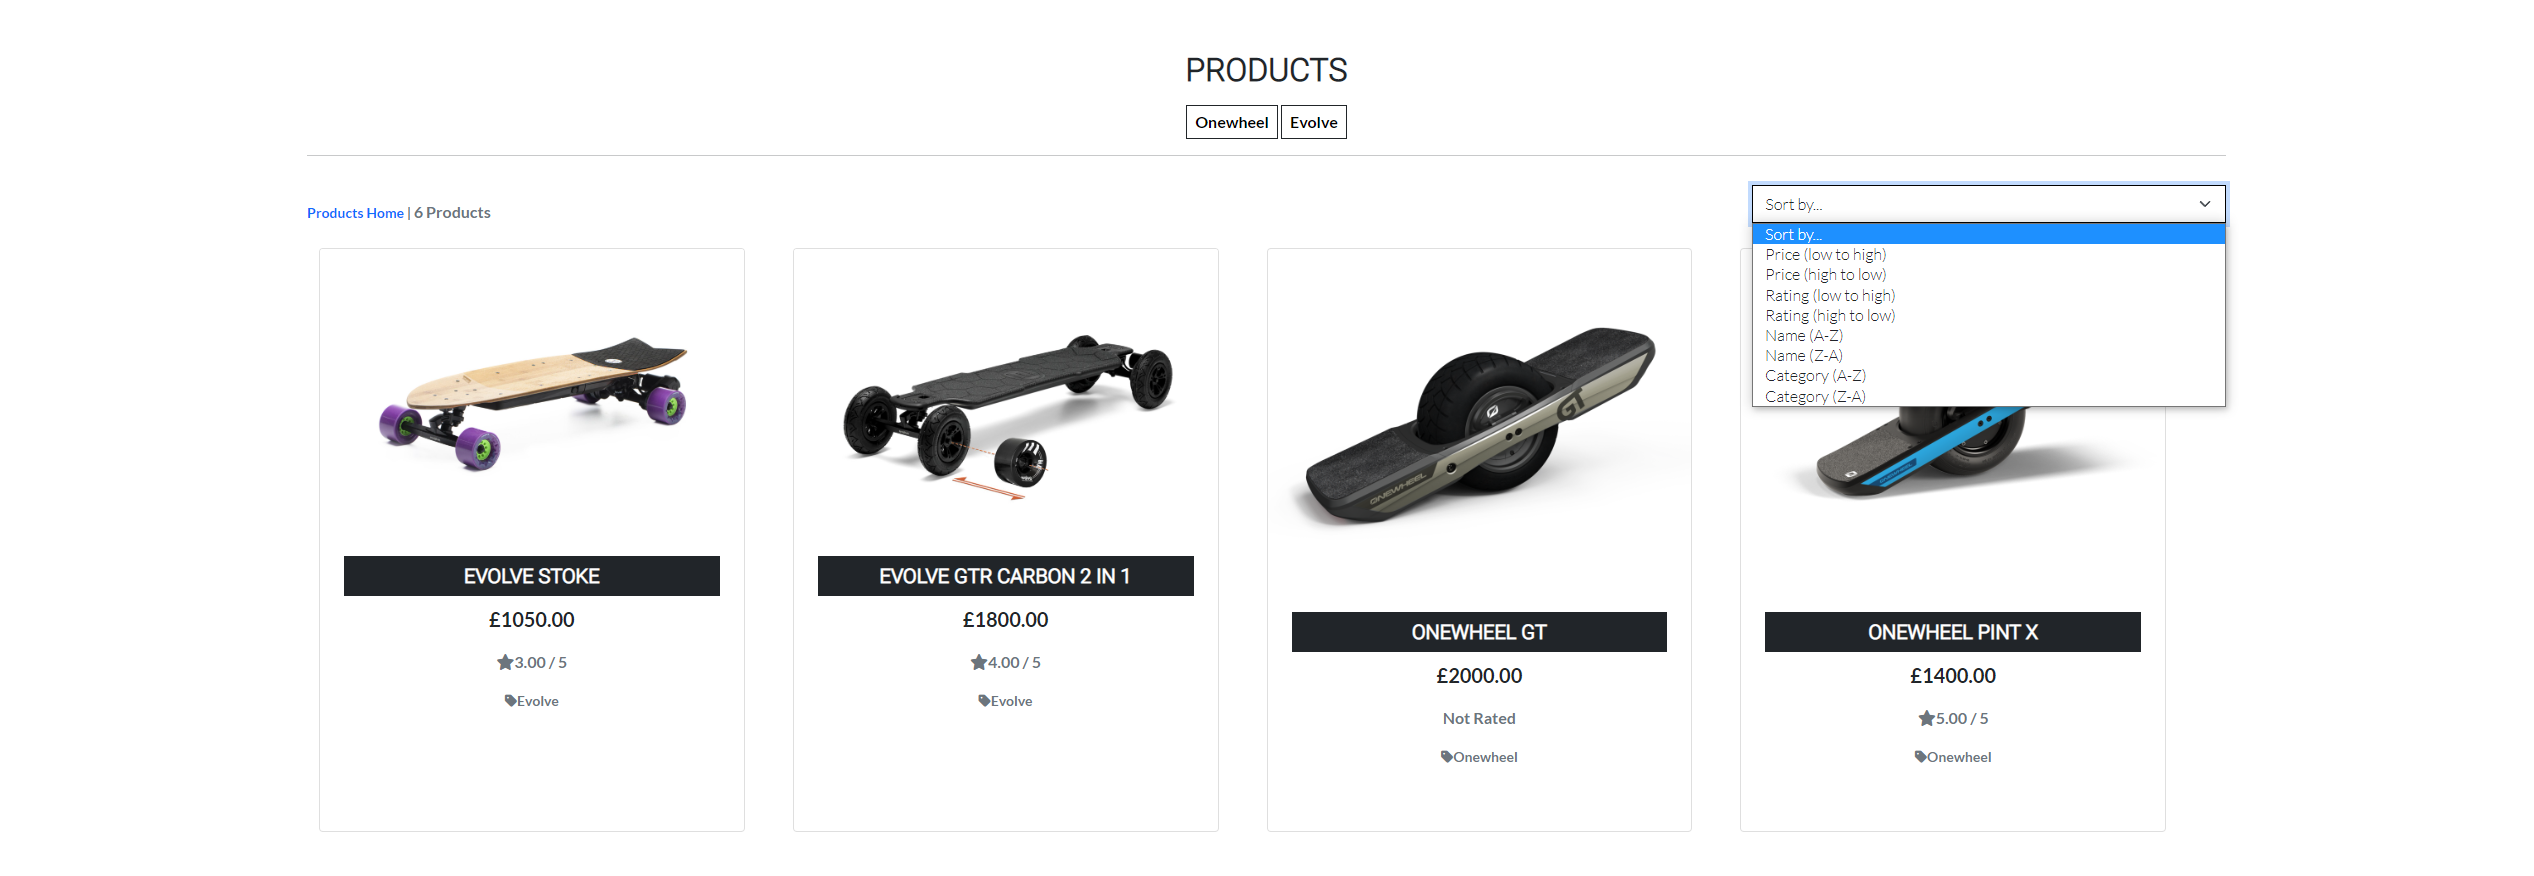 PRODUCTS
Onewheel Evolve
Products Home | 6 Products
Sort by...
Sort by...
Price (low to high)
Price (high to low)
Rating (low to high)
Rating (high to low)
Name (A-Z)
Name (Z-A)
Category (A-Z)
Category (Z-A)
GT
ONEWHEEL
EVOLVE STOKE
£1050.00
3.00 / 5
Evolve
EVOLVE GTR CARBON 2 IN 1
£1800.00
4.00 / 5
Evolve
ONEWHEEL GT
£2000.00
Not Rated
Onewheel
ONEWHEEL PINT X
£1400.00
5.00 / 5
Onewheel